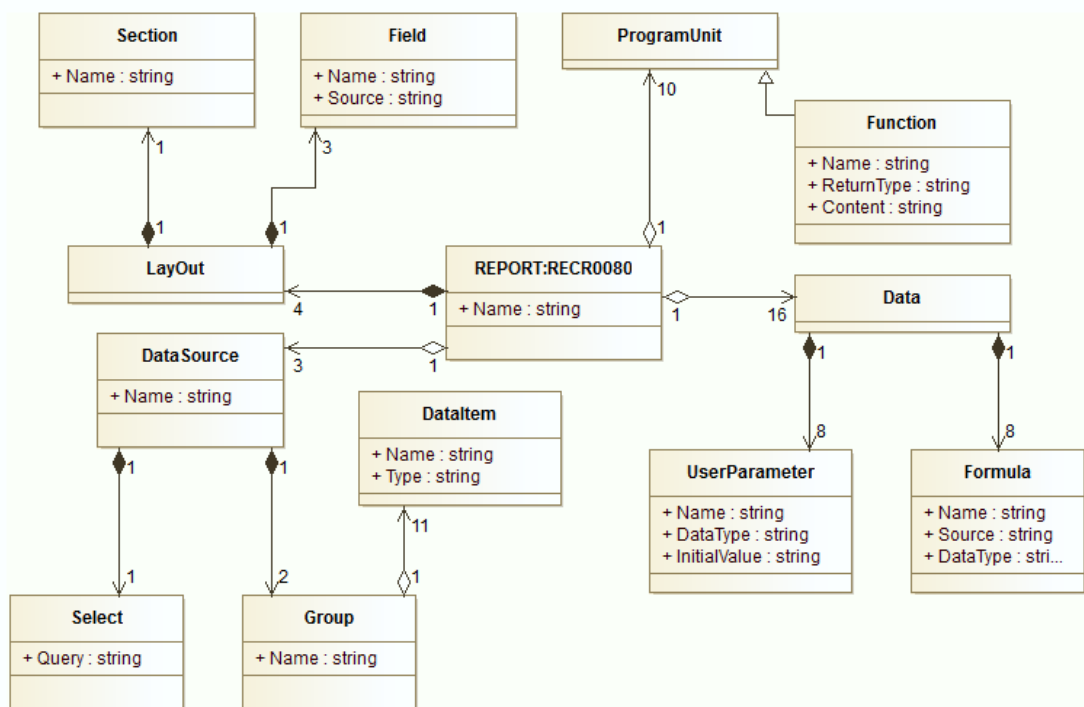 Section
+ Name : string
Field
+ Name : string
+ Source : string
ProgramUnit
10
Function
+ Name : string
+ ReturnType : string
+ Content : string
1
3
1
1
1
LayOut
REPORT:RECR0080
+ Name : string
4
1
1
16
Data
DataSource
+ Name : string
3
1
1
1
DataItem
+ Name : string
+ Type : string
1
1
8
8
UserParameter
+ Name : string
+ DataType : string
+ InitialValue : string
Formula
+ Name : string
+ Source : string
+ DataType : stri...
11
1
1
2
Select
+ Query : string
Group
+ Name : string